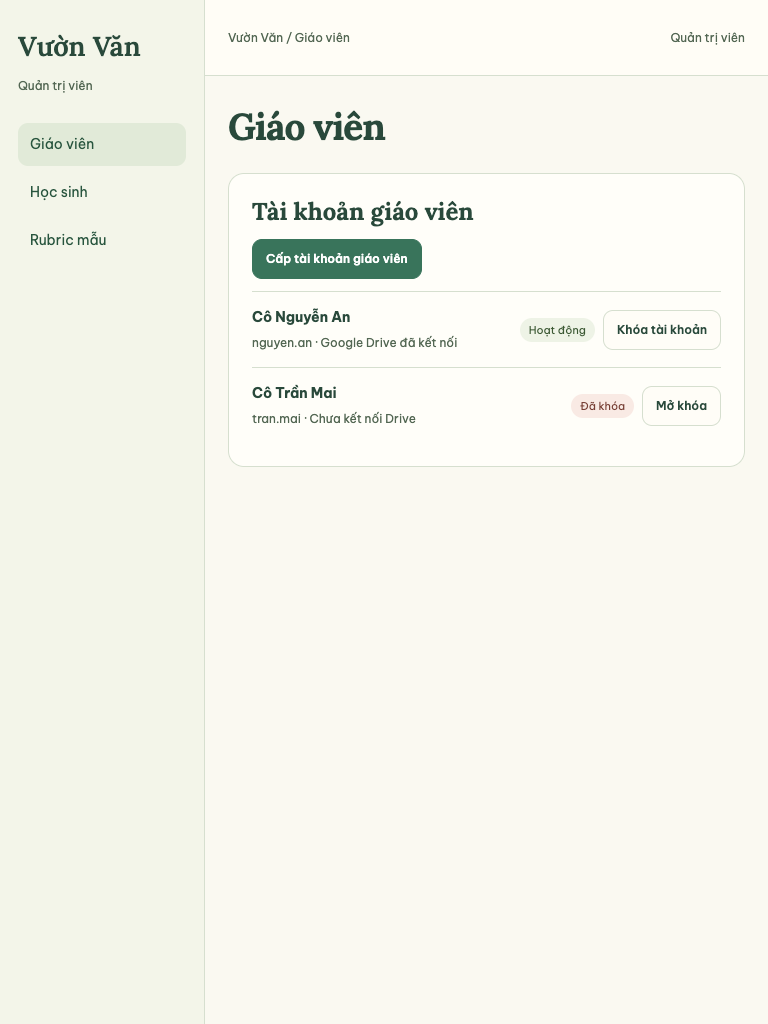 Vườn Văn
Quản trị viên
Giáo viên
Học sinh
Rubric mẫu
Vườn Văn / Giáo viên
Quản trị viên
Giáo viên
Tài khoản giáo viên
Cấp tài khoản giáo viên
Cô Nguyễn An
nguyen.an · Google Drive đã kết nối
Hoạt động
Khóa tài khoản
Cô Trần Mai
tran.mai · Chưa kết nối Drive
Đã khóa
Mở khóa